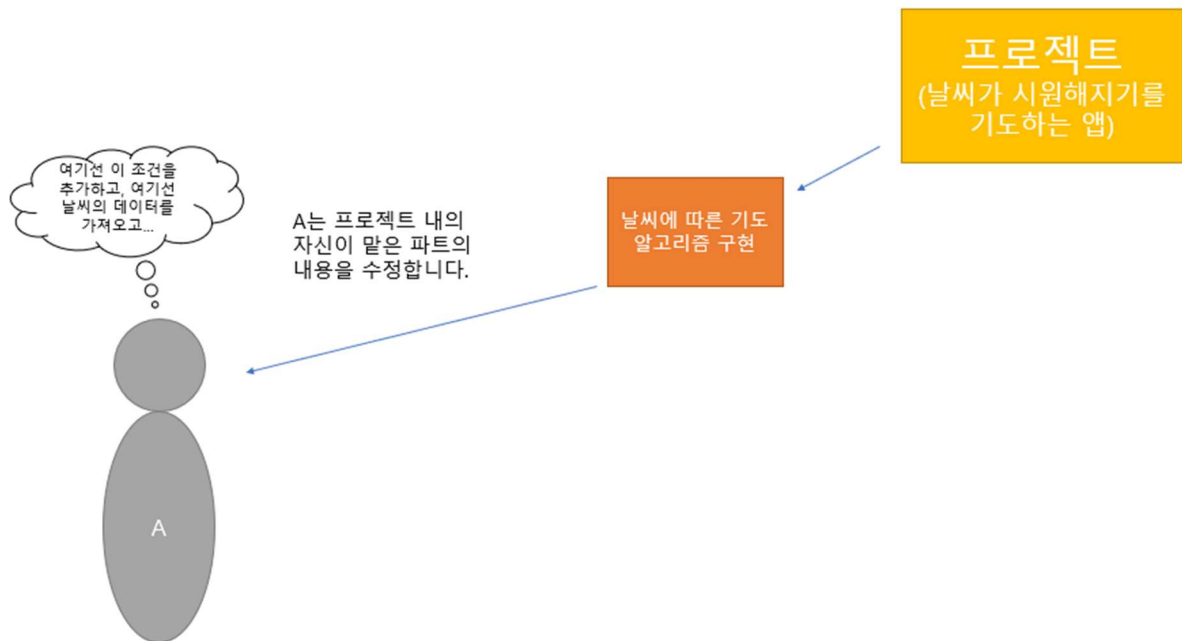 프로젝트
(날씨가 시원해지기를
기도하는 앱)
여기선 이 조건을
추가하고, 여기선
날씨의 데이터를
가져오고...
A는 프로젝트 내의
자신이 맡은 파트의
내용을 수정합니다.
날씨에 따른 기도
알고리즘 구현
A